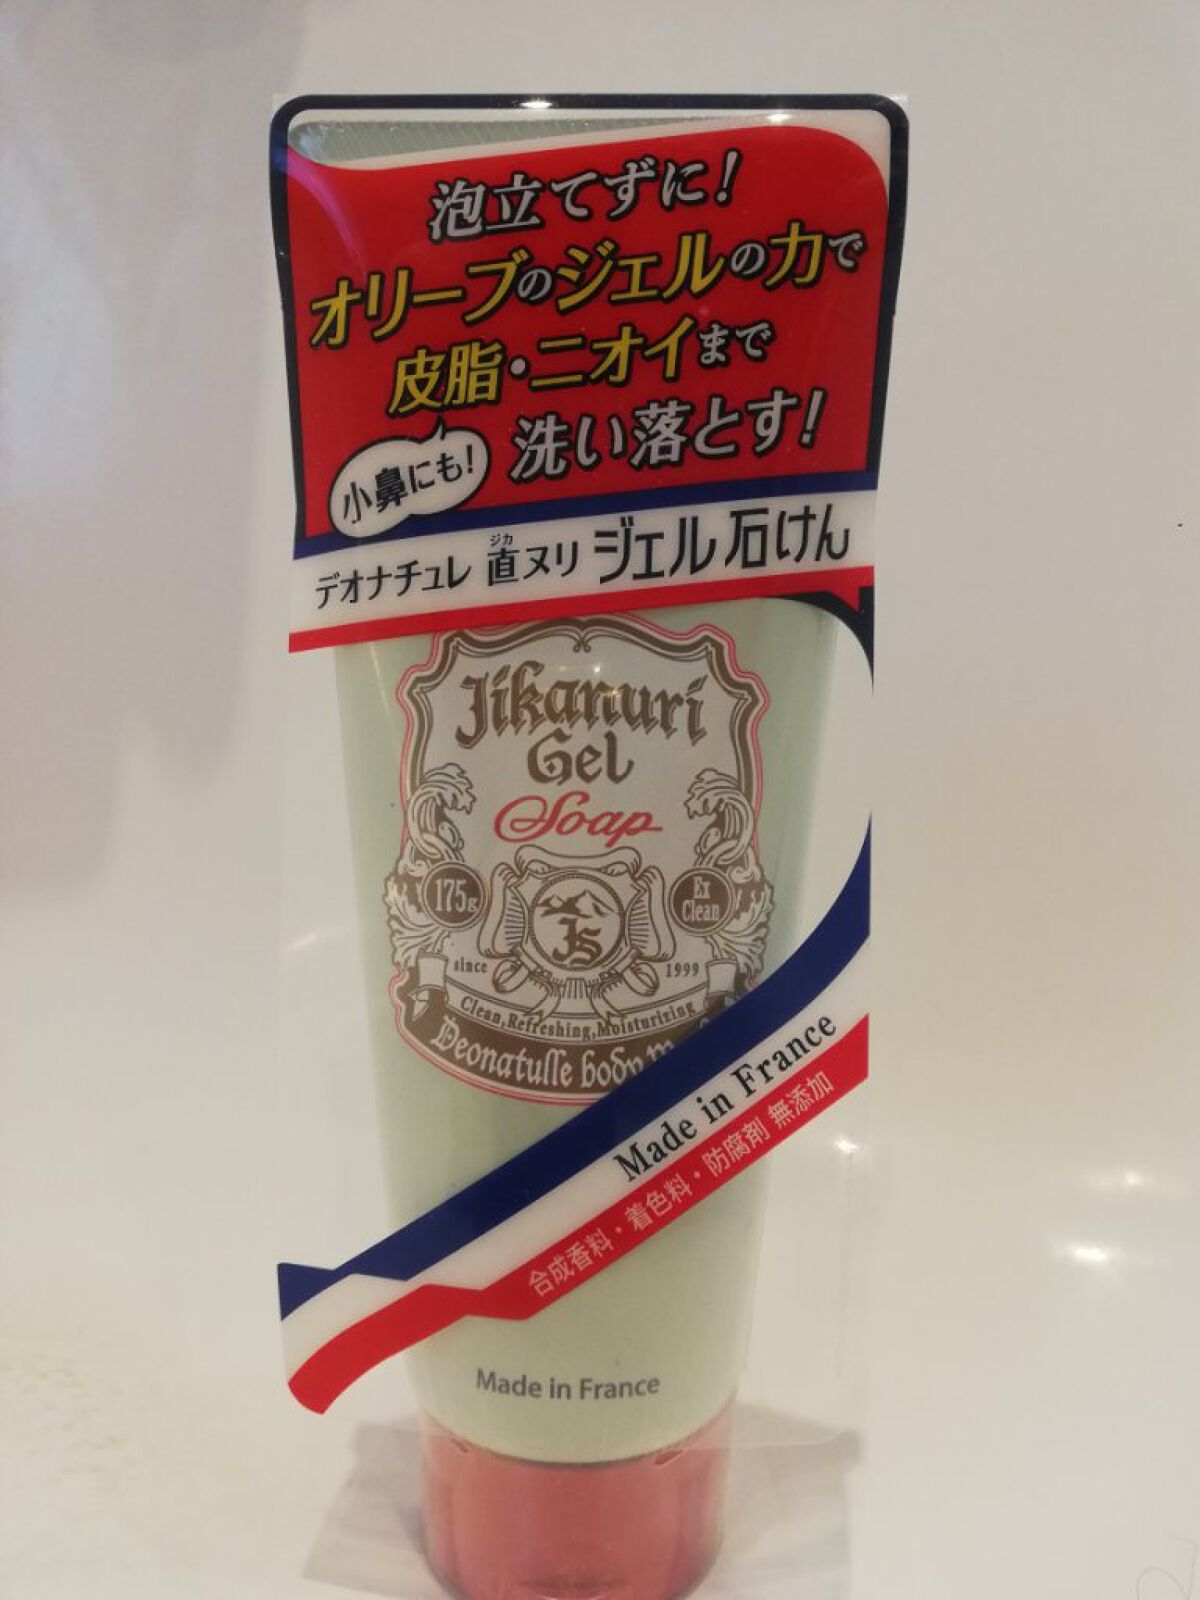 泡立てずに!
オリーブのジェルの力で
皮脂・ニオイまで
小鼻にも!
洗い落とす!
ジカ
デオナチュレ 直ヌリ ジェル石けん
Jikanuri
Gel
Soap
175g
Ex
Clean
JS
since 1999
Clean,Refreshing,Moisturizing
Deonatulle body
Made in France
合成香料・着色料・防腐剤 無添加
Made in France